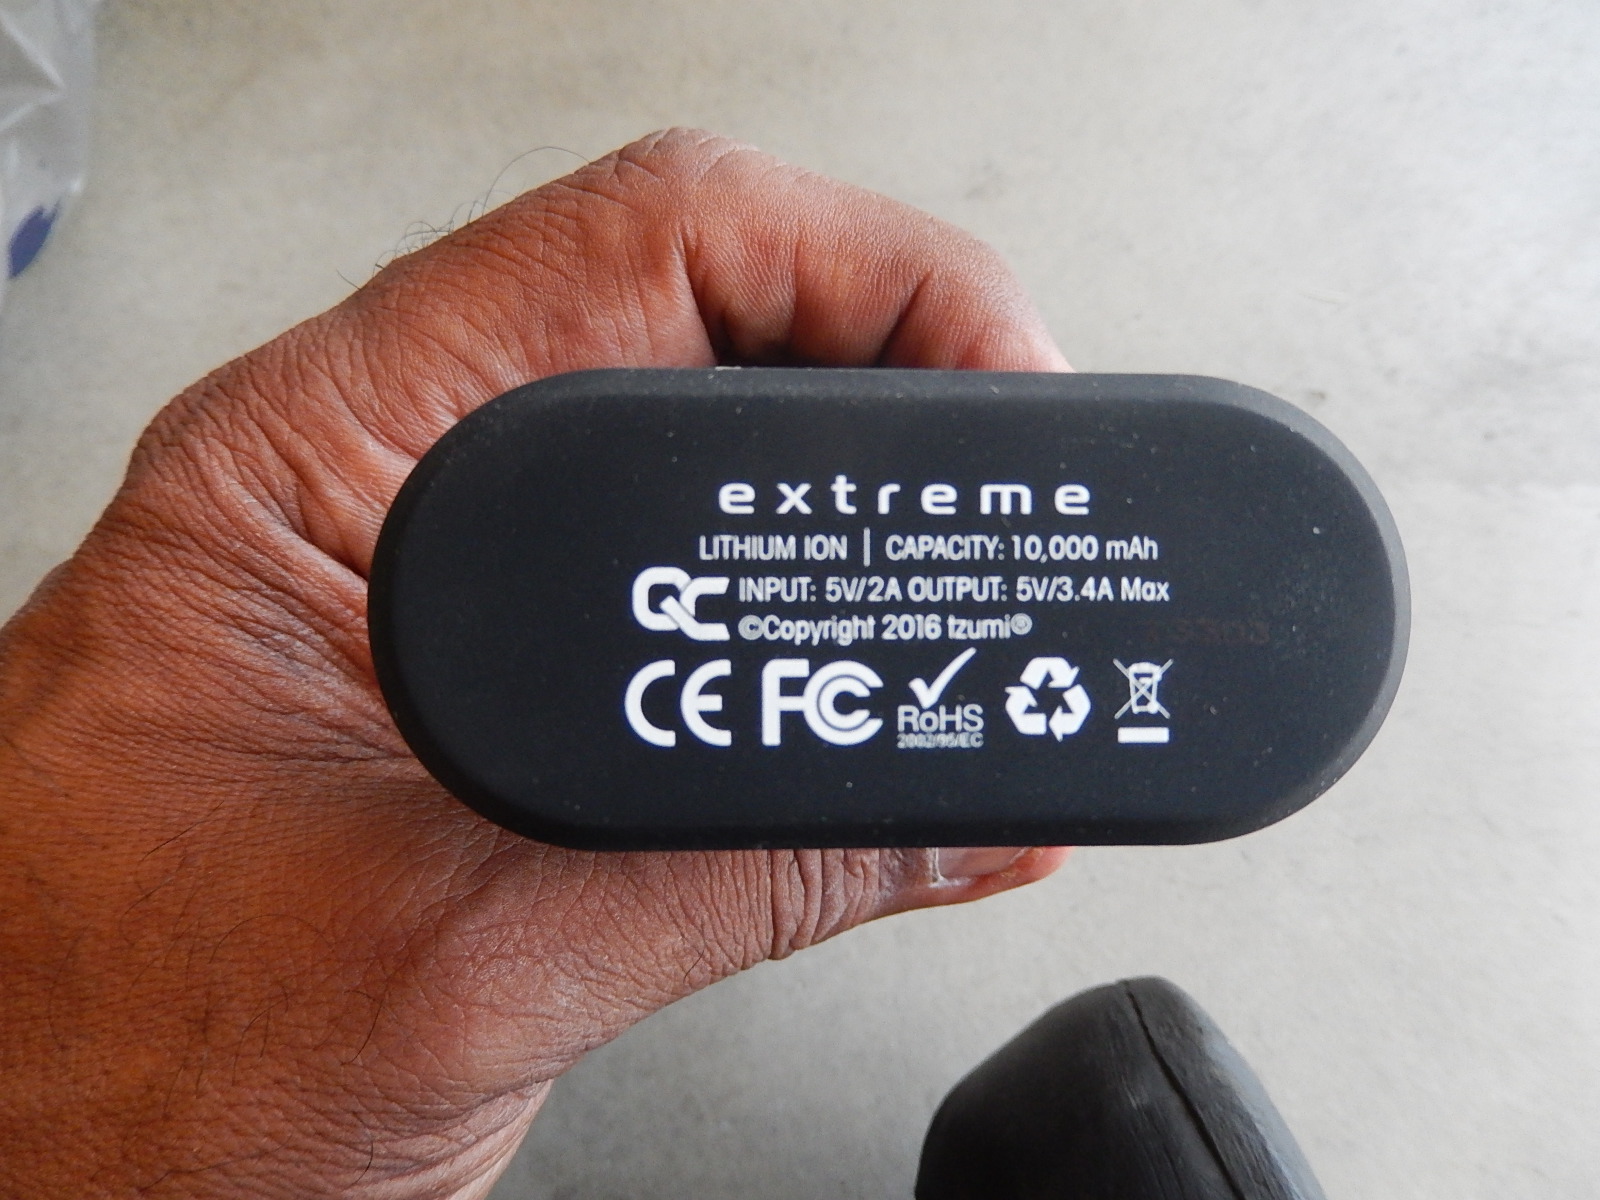 extreme
LITHIUM ION | CAPACITY: 10,000 mAh
QC INPUT: 5V/2A OUTPUT: 5V/3.4A Max
©Copyright 2016 tzumi®
CE FC RoHS
2002/95/EC